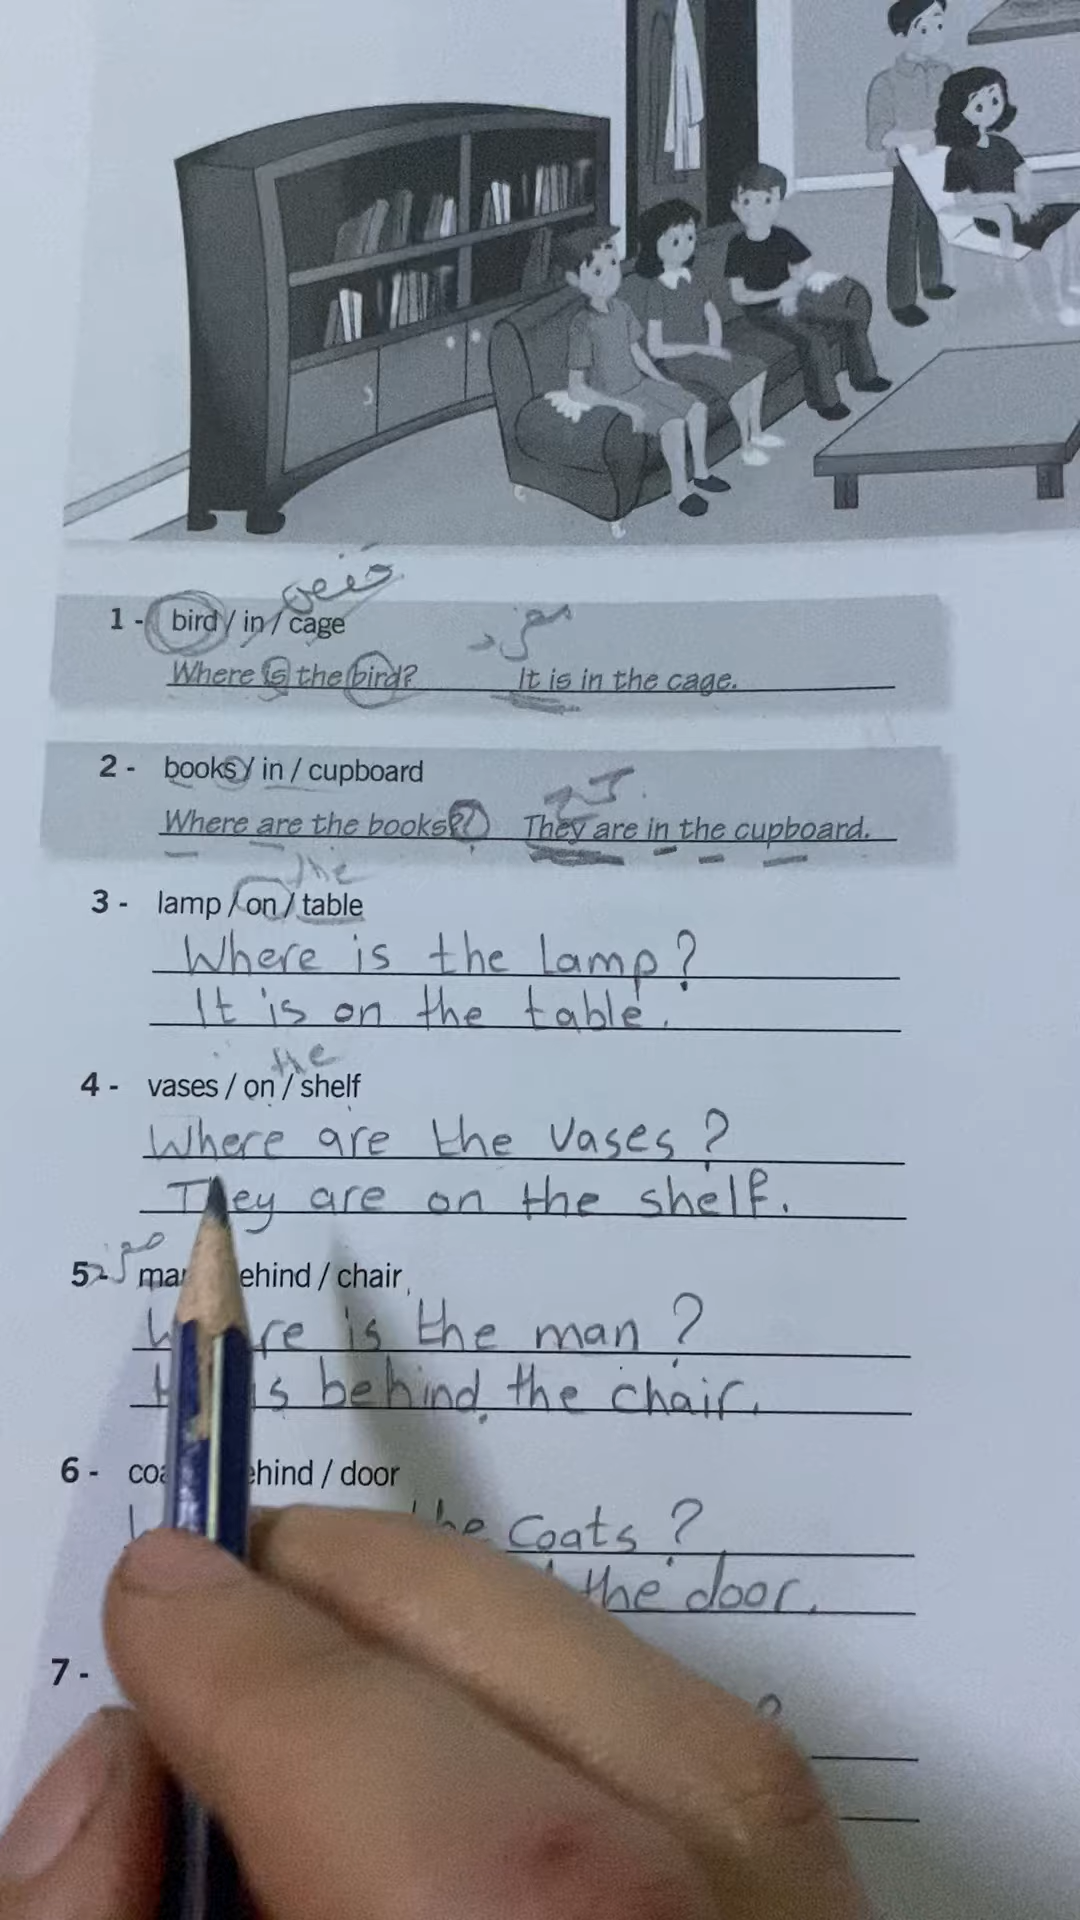 1 - bird / in / cage
Where is the bird? It is in the cage.
مفرد
2 - books / in / cupboard
Where are the books? They are in the cupboard.
the
3 - lamp / on / table
Where is the lamp?
It is on the table.
the
4 - vases / on / shelf
Where are the vases?
They are on the shelf.
5 - / chair
is the man?
is behind the chair.
6 - / door
coats?
the door.
7 -